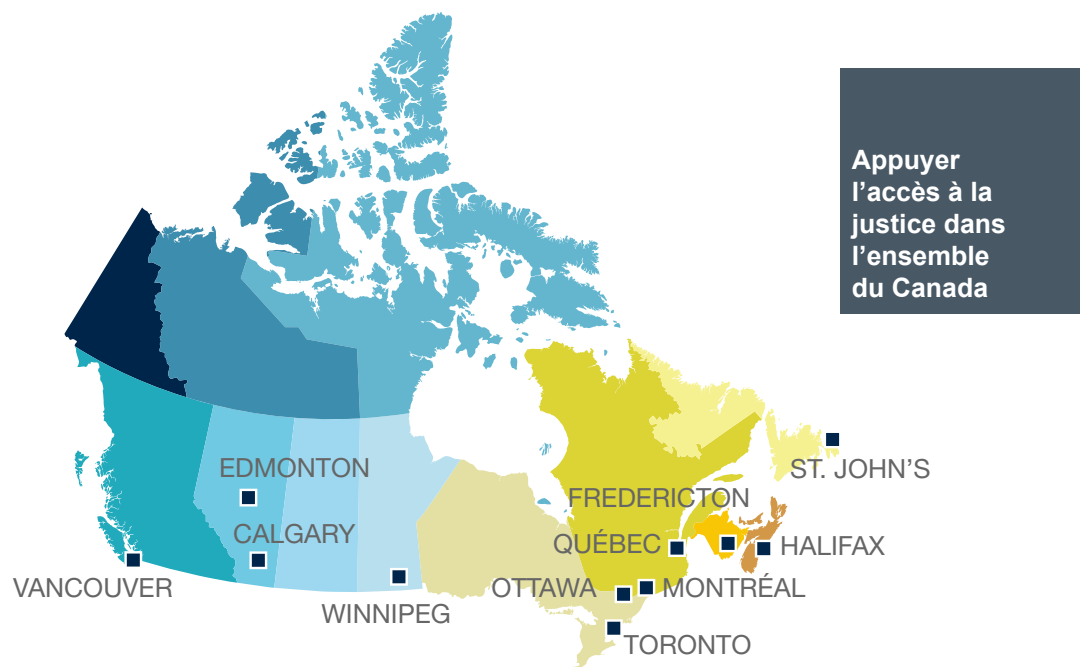 Appuyer
l’accès à la
justice dans
l’ensemble
du Canada
EDMONTON
ST. JOHN’S
FREDERICTON
CALGARY
QUÉBEC
HALIFAX
VANCOUVER
OTTAWA
MONTRÉAL
WINNIPEG
TORONTO